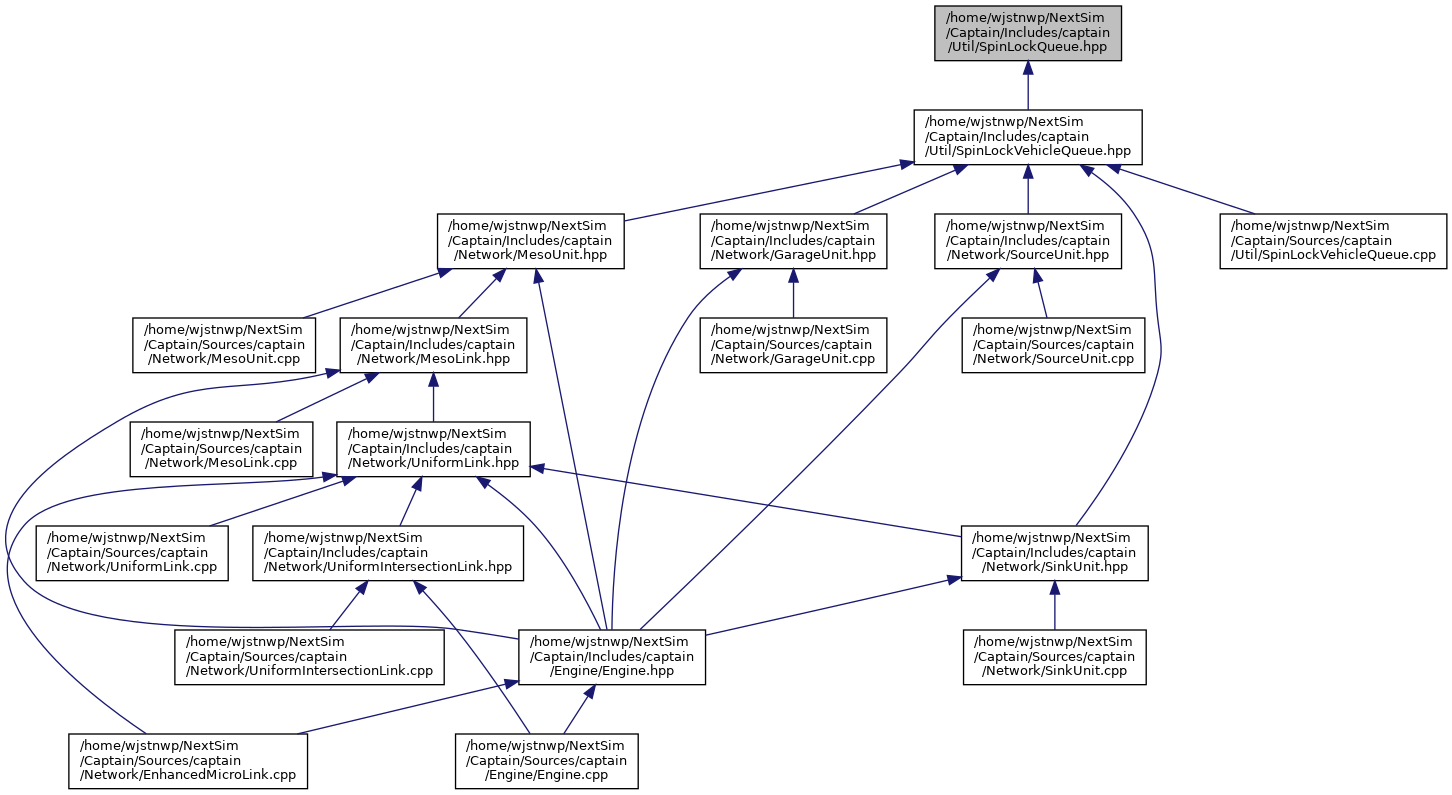 /home/wjstnwp/NextSim
/Captain/Includes/captain
/Util/SpinLockQueue.hpp
/home/wjstnwp/NextSim
/Captain/Includes/captain
/Util/SpinLockVehicleQueue.hpp
/home/wjstnwp/NextSim
/Captain/Includes/captain
/Network/MesoUnit.hpp
/home/wjstnwp/NextSim
/Captain/Includes/captain
/Network/GarageUnit.hpp
/home/wjstnwp/NextSim
/Captain/Includes/captain
/Network/SourceUnit.hpp
/home/wjstnwp/NextSim
/Captain/Sources/captain
/Util/SpinLockVehicleQueue.cpp
/home/wjstnwp/NextSim
/Captain/Sources/captain
/Network/MesoUnit.cpp
/home/wjstnwp/NextSim
/Captain/Includes/captain
/Network/MesoLink.hpp
/home/wjstnwp/NextSim
/Captain/Sources/captain
/Network/GarageUnit.cpp
/home/wjstnwp/NextSim
/Captain/Sources/captain
/Network/SourceUnit.cpp
/home/wjstnwp/NextSim
/Captain/Sources/captain
/Network/MesoLink.cpp
/home/wjstnwp/NextSim
/Captain/Includes/captain
/Network/UniformLink.hpp
/home/wjstnwp/NextSim
/Captain/Sources/captain
/Network/UniformLink.cpp
/home/wjstnwp/NextSim
/Captain/Includes/captain
/Network/UniformIntersectionLink.hpp
/home/wjstnwp/NextSim
/Captain/Includes/captain
/Network/SinkUnit.hpp
/home/wjstnwp/NextSim
/Captain/Sources/captain
/Network/UniformIntersectionLink.cpp
/home/wjstnwp/NextSim
/Captain/Includes/captain
/Engine/Engine.hpp
/home/wjstnwp/NextSim
/Captain/Sources/captain
/Network/SinkUnit.cpp
/home/wjstnwp/NextSim
/Captain/Sources/captain
/Network/EnhancedMicroLink.cpp
/home/wjstnwp/NextSim
/Captain/Sources/captain
/Engine/Engine.cpp